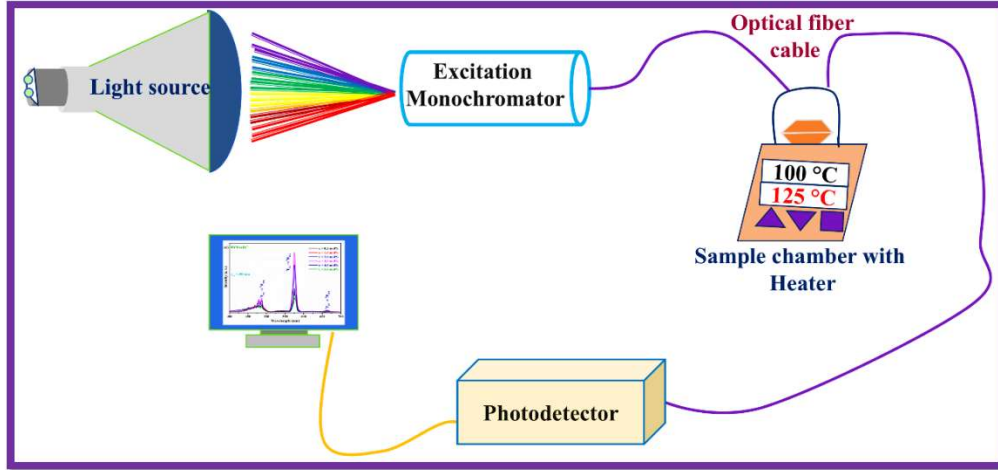 Light source
Excitation
Monochromator
Optical fiber
cable
100 °C
125 °C
Sample chamber with
Heater
Photodetector